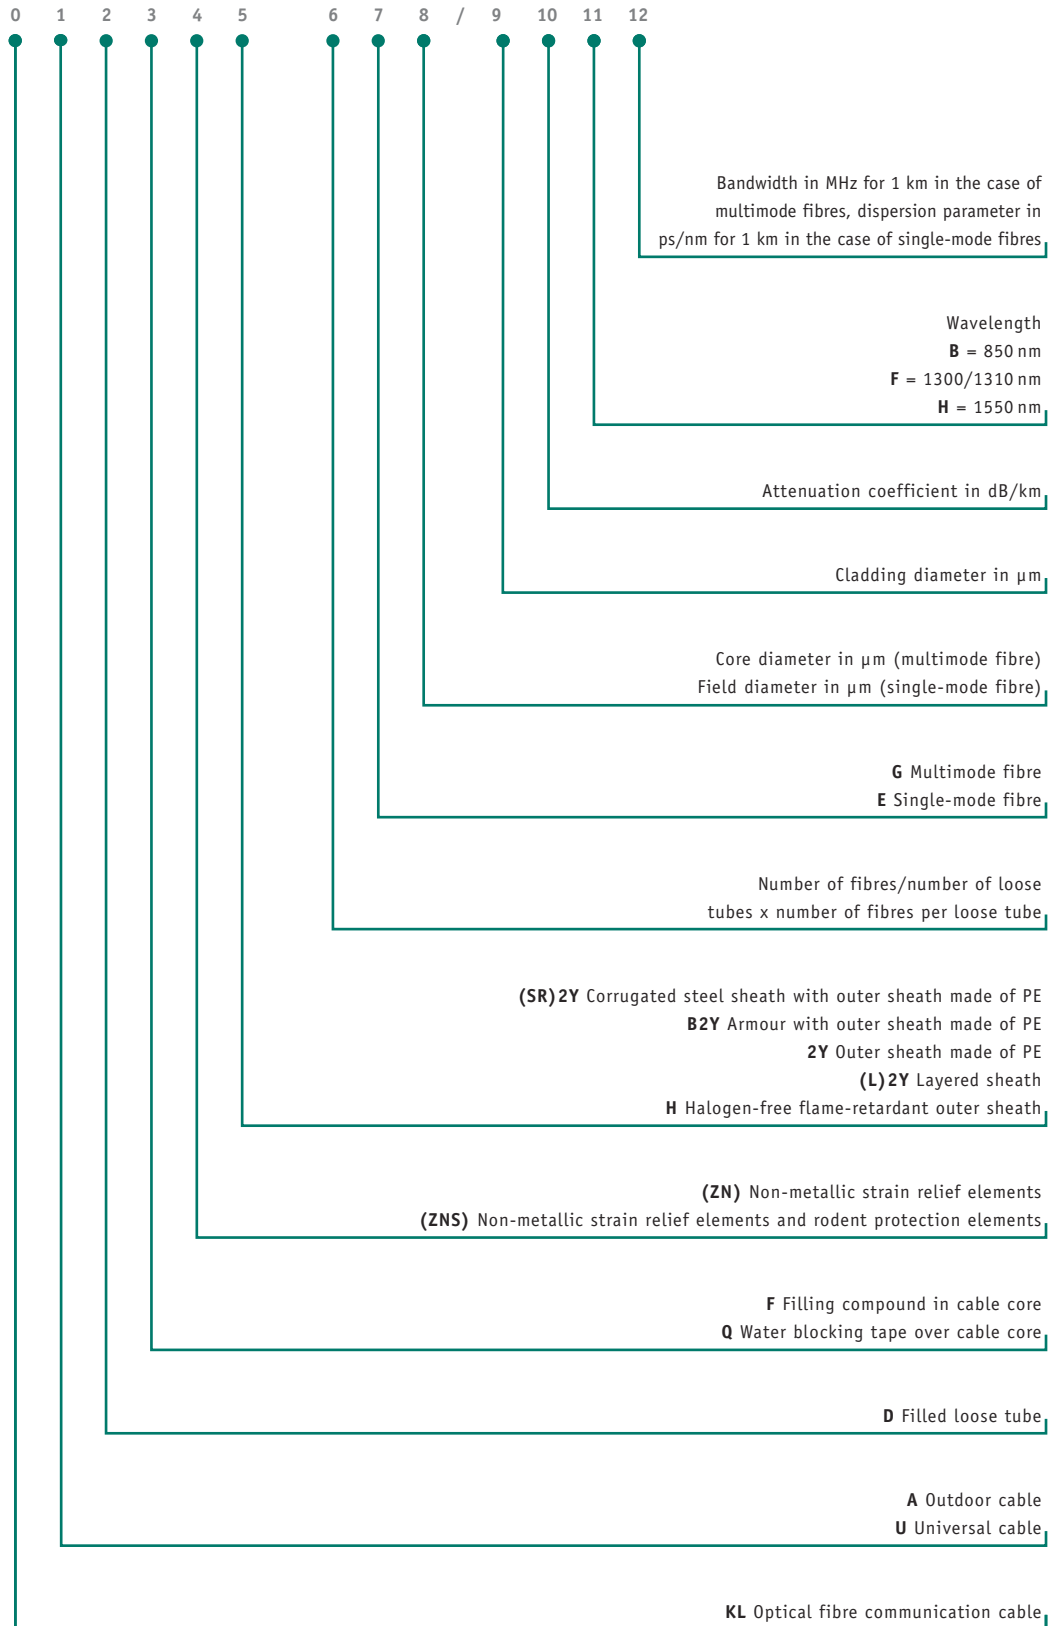 0 1 2 3 4 5 6 7 8 / 9 10 11 12
Bandwidth in MHz for 1 km in the case of
multimode fibres, dispersion parameter in
ps/nm for 1 km in the case of single-mode fibres
Wavelength
B = 850 nm
F = 1300/1310 nm
H = 1550 nm
Attenuation coefficient in dB/km
Cladding diameter in µm
Core diameter in µm (multimode fibre)
Field diameter in µm (single-mode fibre)
G Multimode fibre
E Single-mode fibre
Number of fibres/number of loose
tubes x number of fibres per loose tube
(SR)2Y Corrugated steel sheath with outer sheath made of PE
B2Y Armour with outer sheath made of PE
2Y Outer sheath made of PE
(L)2Y Layered sheath
H Halogen-free flame-retardant outer sheath
(ZN) Non-metallic strain relief elements
(ZNS) Non-metallic strain relief elements and rodent protection elements
F Filling compound in cable core
Q Water blocking tape over cable core
D Filled loose tube
A Outdoor cable
U Universal cable
KL Optical fibre communication cable